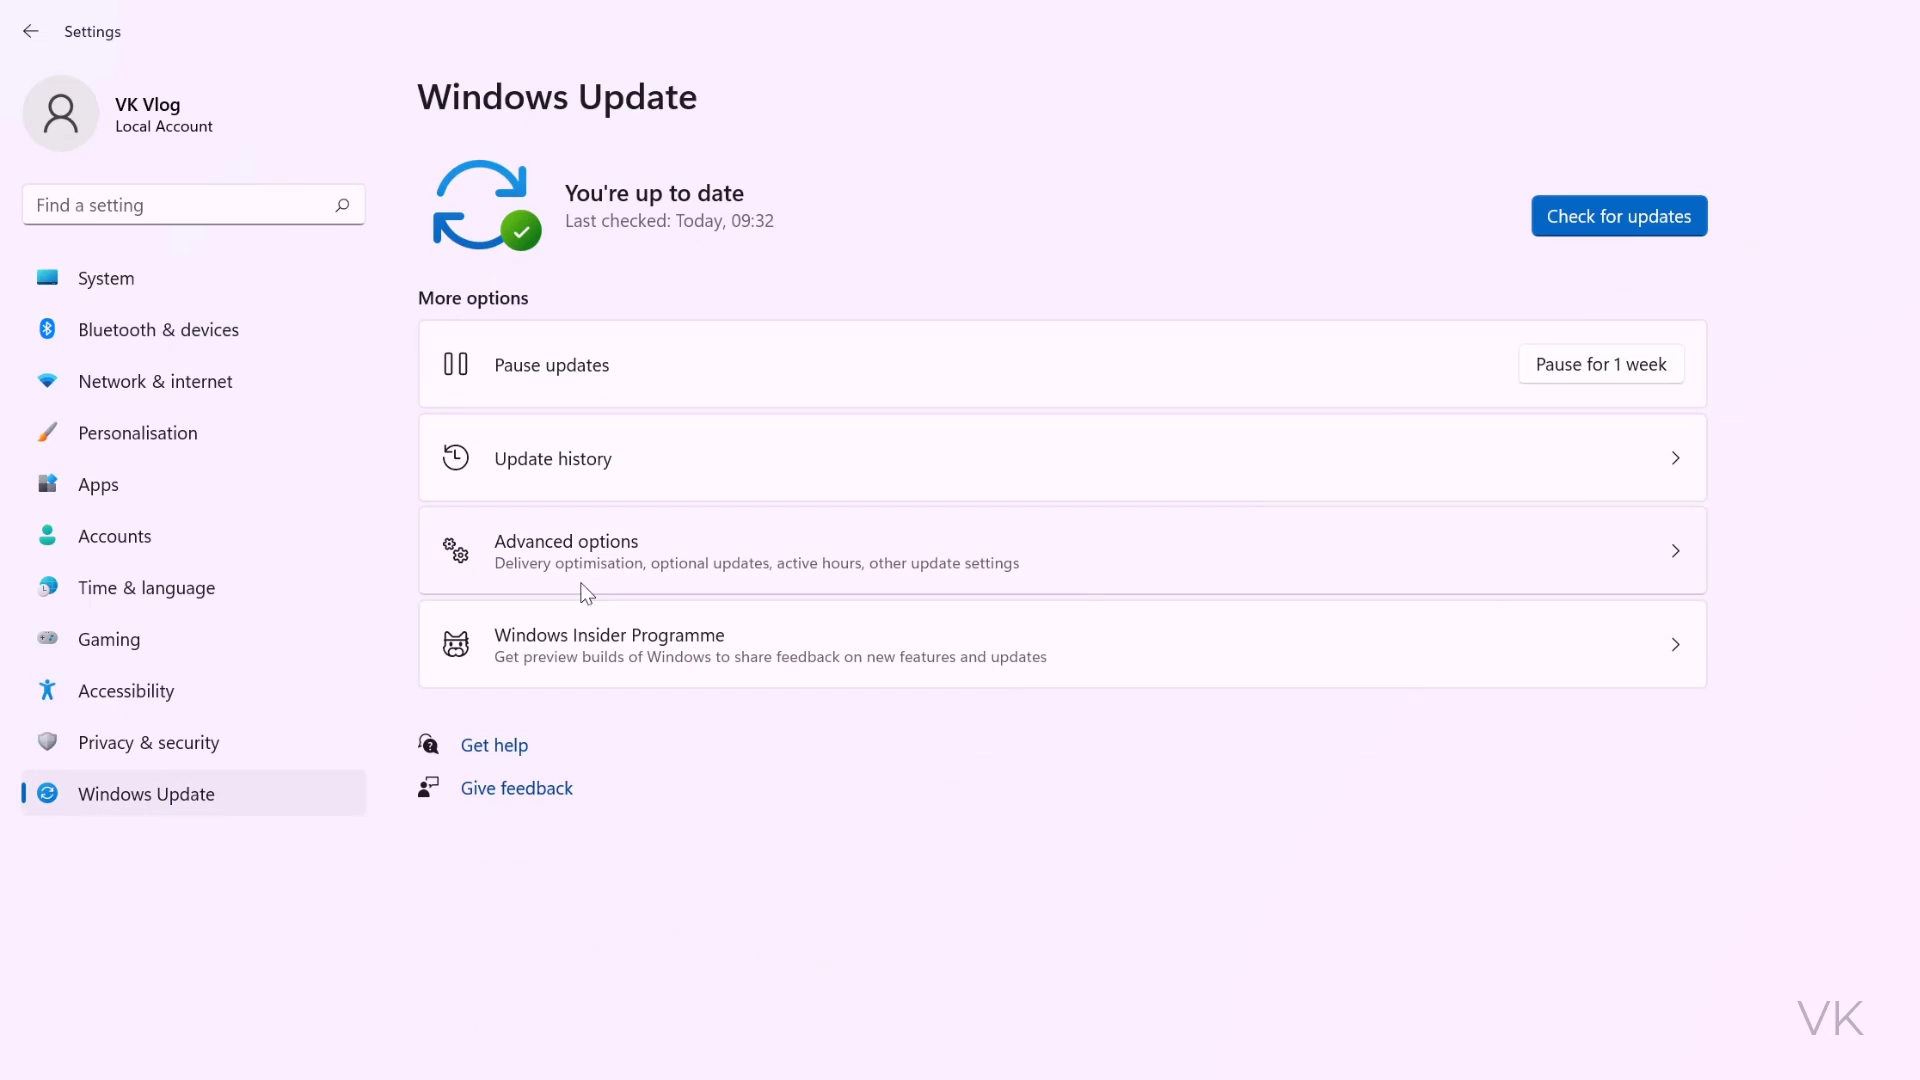 Settings
VK Vlog
Local Account
Find a setting
System
Bluetooth & devices
Network & internet
Personalisation
Apps
Accounts
Time & language
Gaming
Accessibility
Privacy & security
Windows Update
Windows Update
You're up to date
Last checked: Today, 09:32
Check for updates
More options
Pause updates
Pause for 1 week
Update history
Advanced options
Delivery optimisation, optional updates, active hours, other update settings
Windows Insider Programme
Get preview builds of Windows to share feedback on new features and updates
Get help
Give feedback
VK